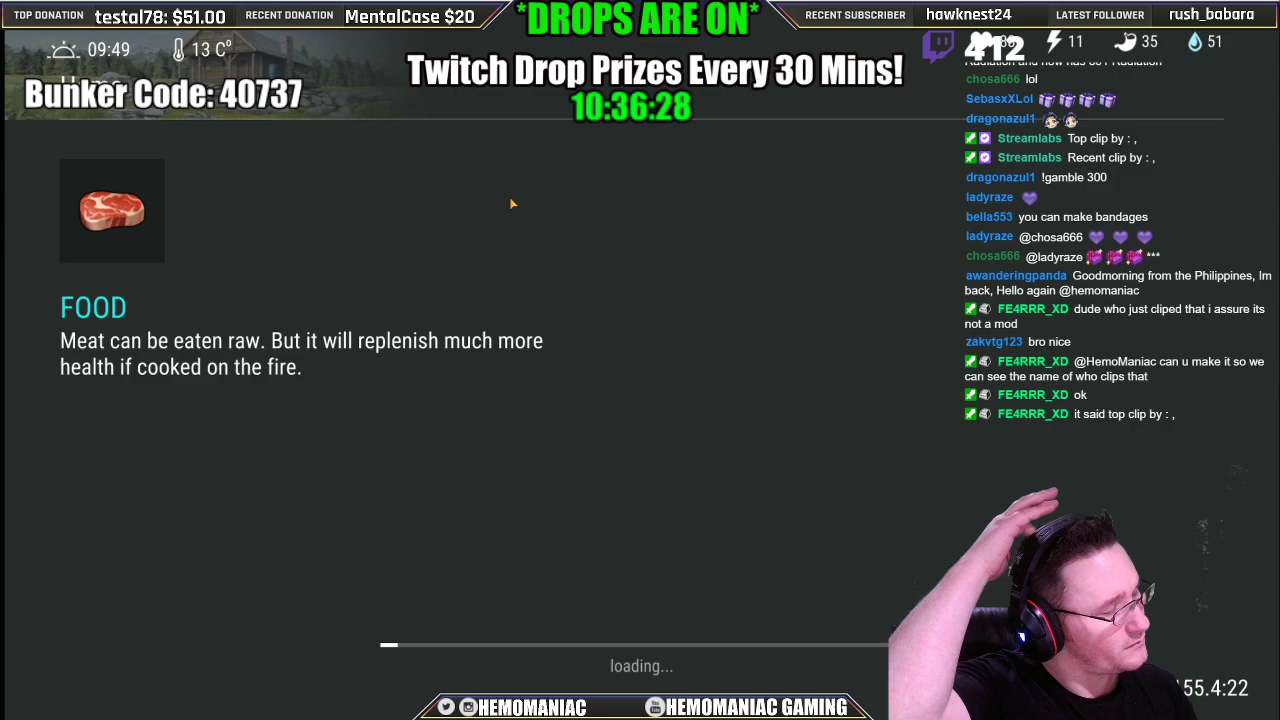 TOP DONATION testal78: $51.00 RECENT DONATION MentalCase $20
*DROPS ARE ON*
RECENT SUBSCRIBER hawknest24 LATEST FOLLOWER rush_babara
09:49 13 C°
Twitch Drop Prizes Every 30 Mins!
412 11 35 51
Bunker Code: 40737
10:36:28
Radiation and now has 301 Radiation
chosa666 lol
SebasxXLol
dragonazul1
Streamlabs Top clip by : ,
Streamlabs Recent clip by : ,
dragonazul1 !gamble 300
ladyraze
bella553 you can make bandages
ladyraze @chosa666
chosa666 @ladyraze ***
awanderingpanda Goodmorning from the Philippines, Im
back, Hello again @hemomaniac
FE4RRR_XD dude who just cliped that i assure its
not a mod
zakvtg123 bro nice
FE4RRR_XD @HemoManiac can u make it so we
can see the name of who clips that
FE4RRR_XD ok
FE4RRR_XD it said top clip by : ,
FOOD
Meat can be eaten raw. But it will replenish much more
health if cooked on the fire.
loading...
55.4:22
HEMOMANIAC HEMOMANIAC GAMING